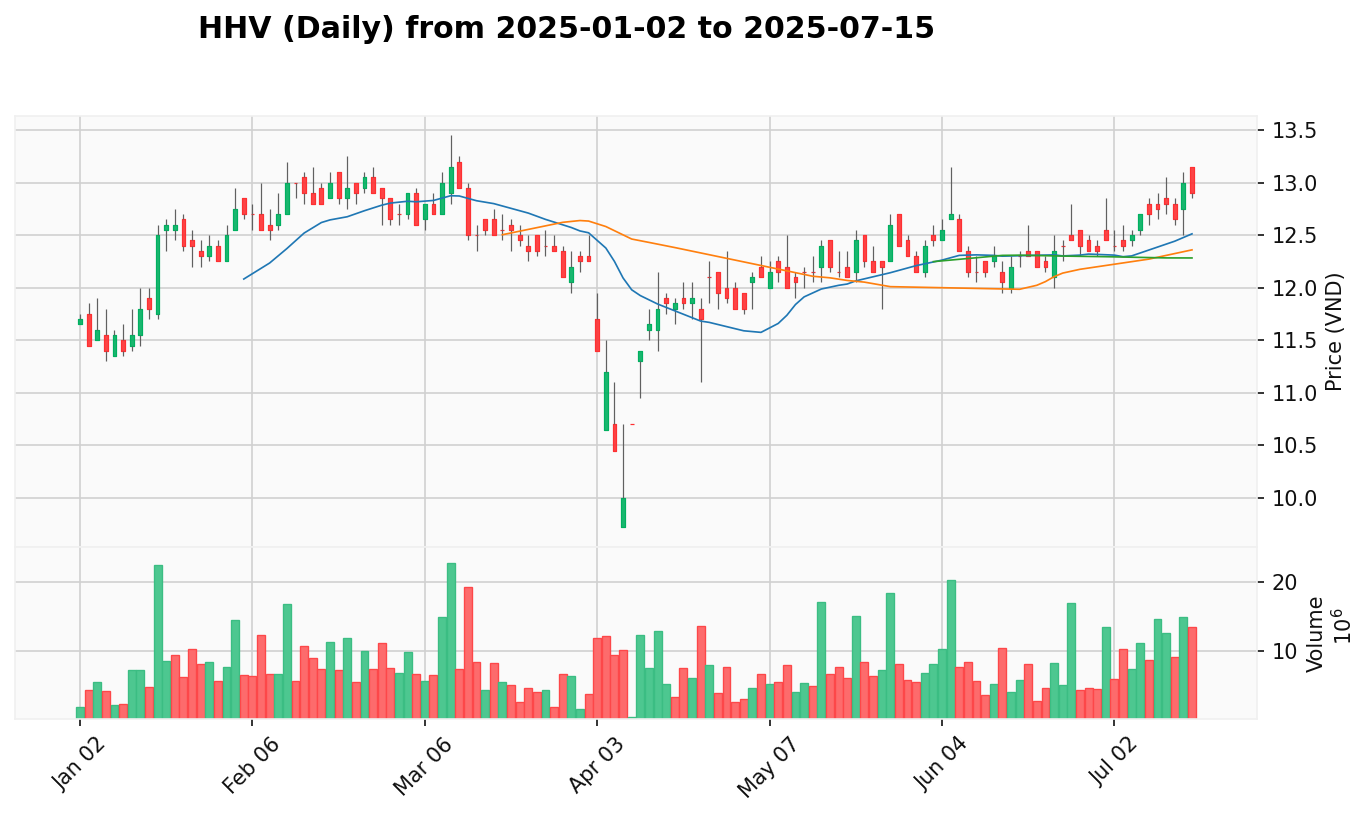 HHV (Daily) from 2025-01-02 to 2025-07-15
13.5
13.0
12.5
12.0
11.5
11.0
10.5
10.0
Price (VND)
20
10
Volume
10⁶
Jan 02
Feb 06
Mar 06
Apr 03
May 07
Jun 04
Jul 02